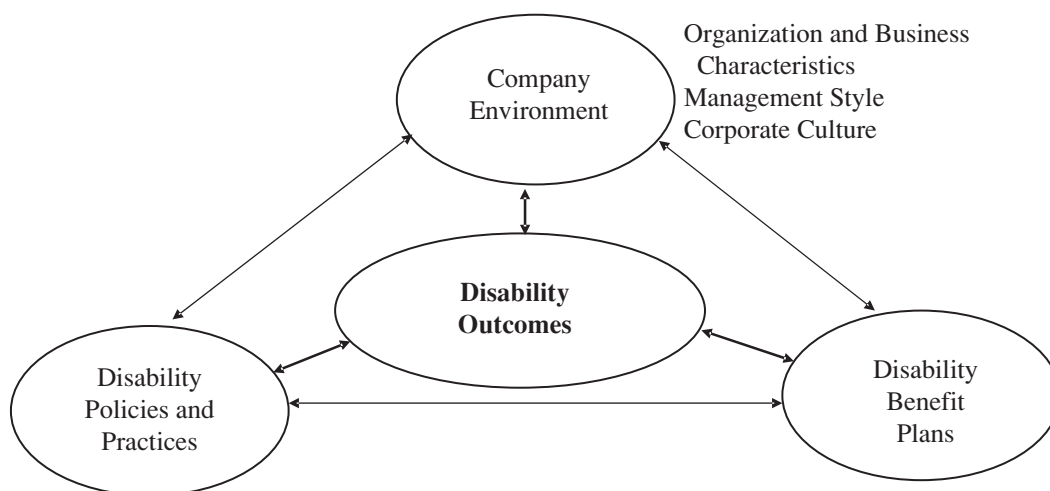 Company
Environment
Organization and Business
Characteristics
Management Style
Corporate Culture
Disability
Outcomes
Disability
Policies and
Practices
Disability
Benefit
Plans